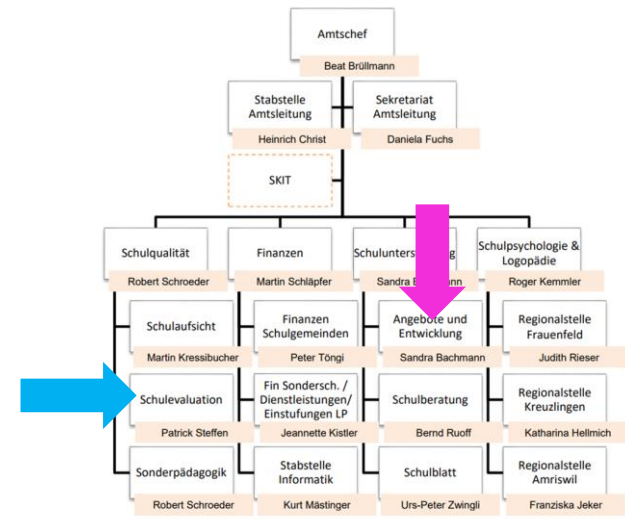 Amtschef
Beat Brüllmann
Stabstelle
Amtsleitung
Heinrich Christ
Sekretariat
Amtsleitung
Daniela Fuchs
SKIT
Schulqualität
Robert Schroeder
Finanzen
Martin Schläpfer
Schulunters
Sandra
Schulpsychologie &
Logopädie
Roger Kemmler
Schulaufsicht
Martin Kressibucher
Finanzen
Schulgemeinden
Peter Töngi
Angebote und
Entwicklung
Sandra Bachmann
Regionalstelle
Frauenfeld
Judith Rieser
Schulevaluation
Patrick Steffen
Fin Sondersch. /
Dienstleistungen/
Einstufungen LP
Jeannette Kistler
Schulberatung
Bernd Ruoff
Regionalstelle
Kreuzlingen
Katharina Hellmich
Sonderpädagogik
Robert Schroeder
Stabstelle
Informatik
Kurt Mästinger
Schulblatt
Urs-Peter Zwingli
Regionalstelle
Amriswil
Franziska Jeker